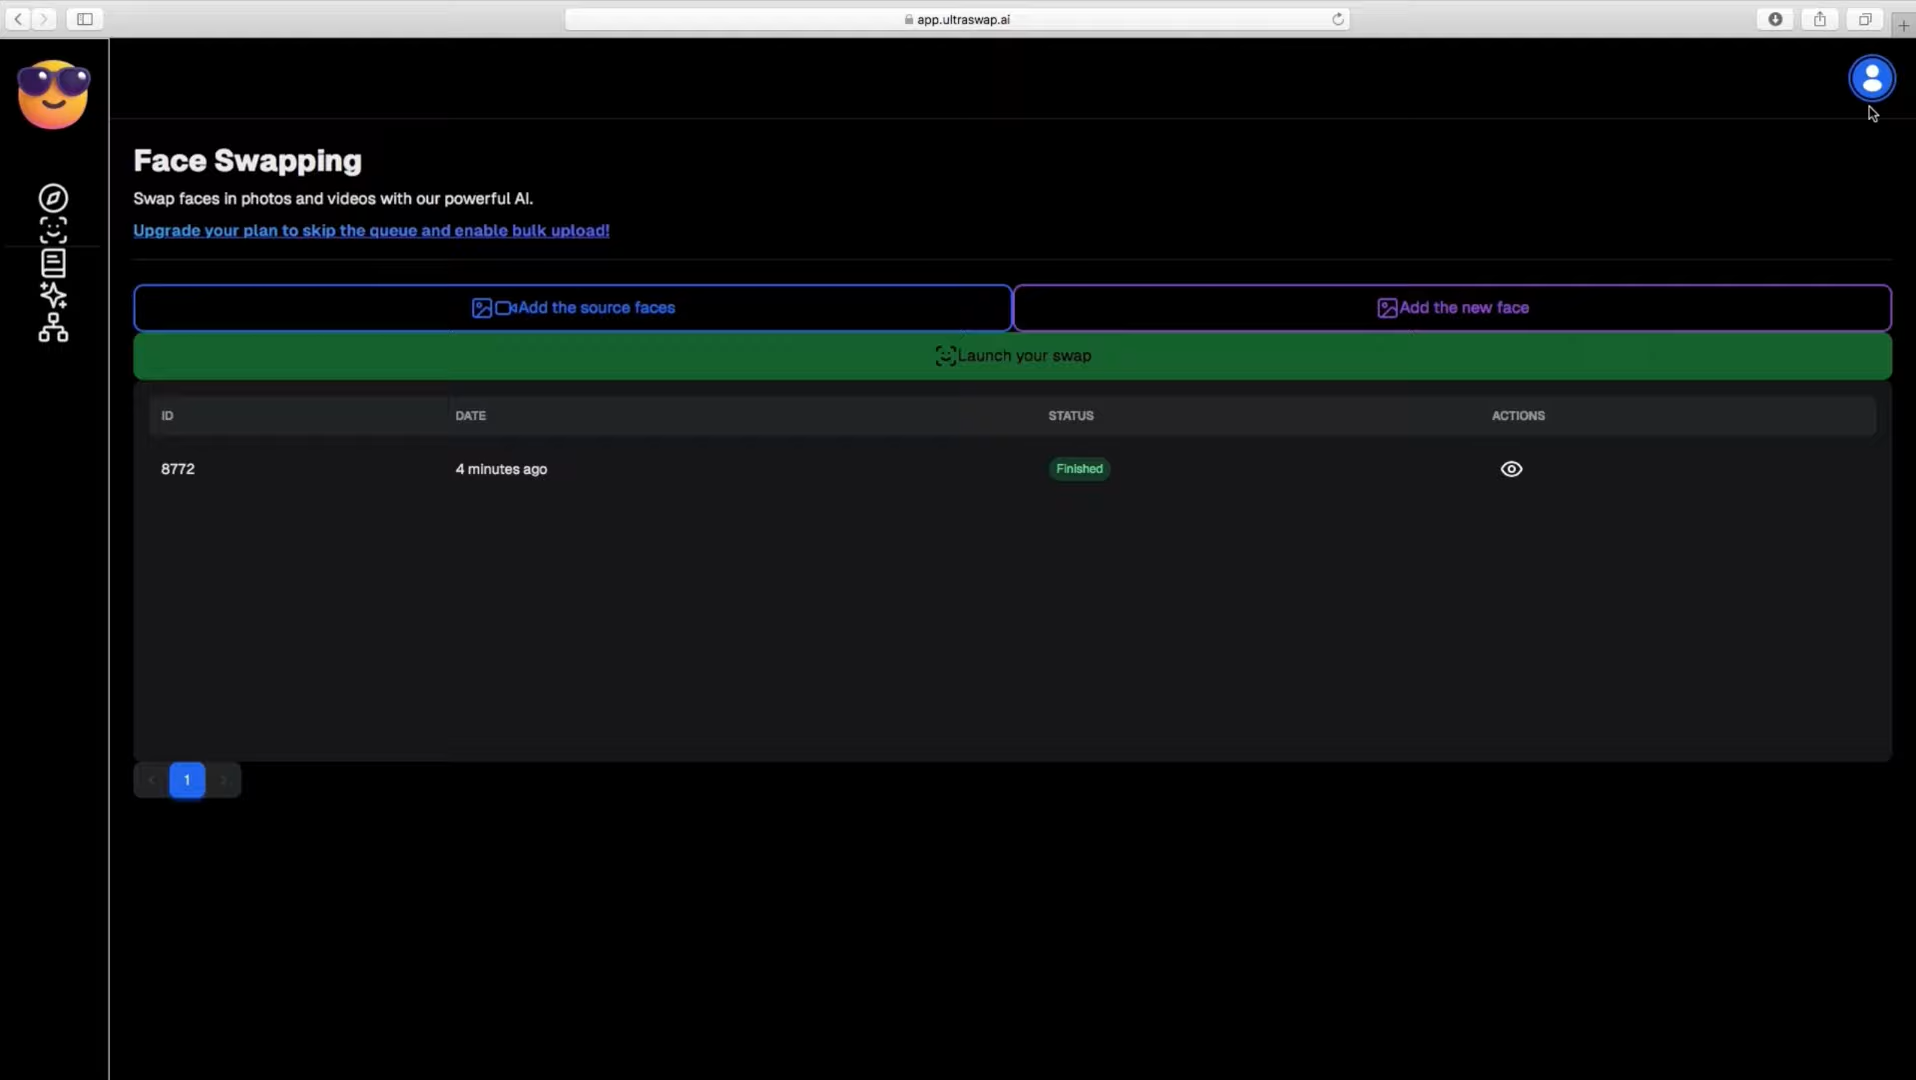 app.ultraswap.ai
Face Swapping
Swap faces in photos and videos with our powerful AI.
Upgrade your plan to skip the queue and enable bulk upload!
Add the source faces
Add the new face
Launch your swap
ID DATE STATUS ACTIONS
8772 4 minutes ago Finished
< 1 >